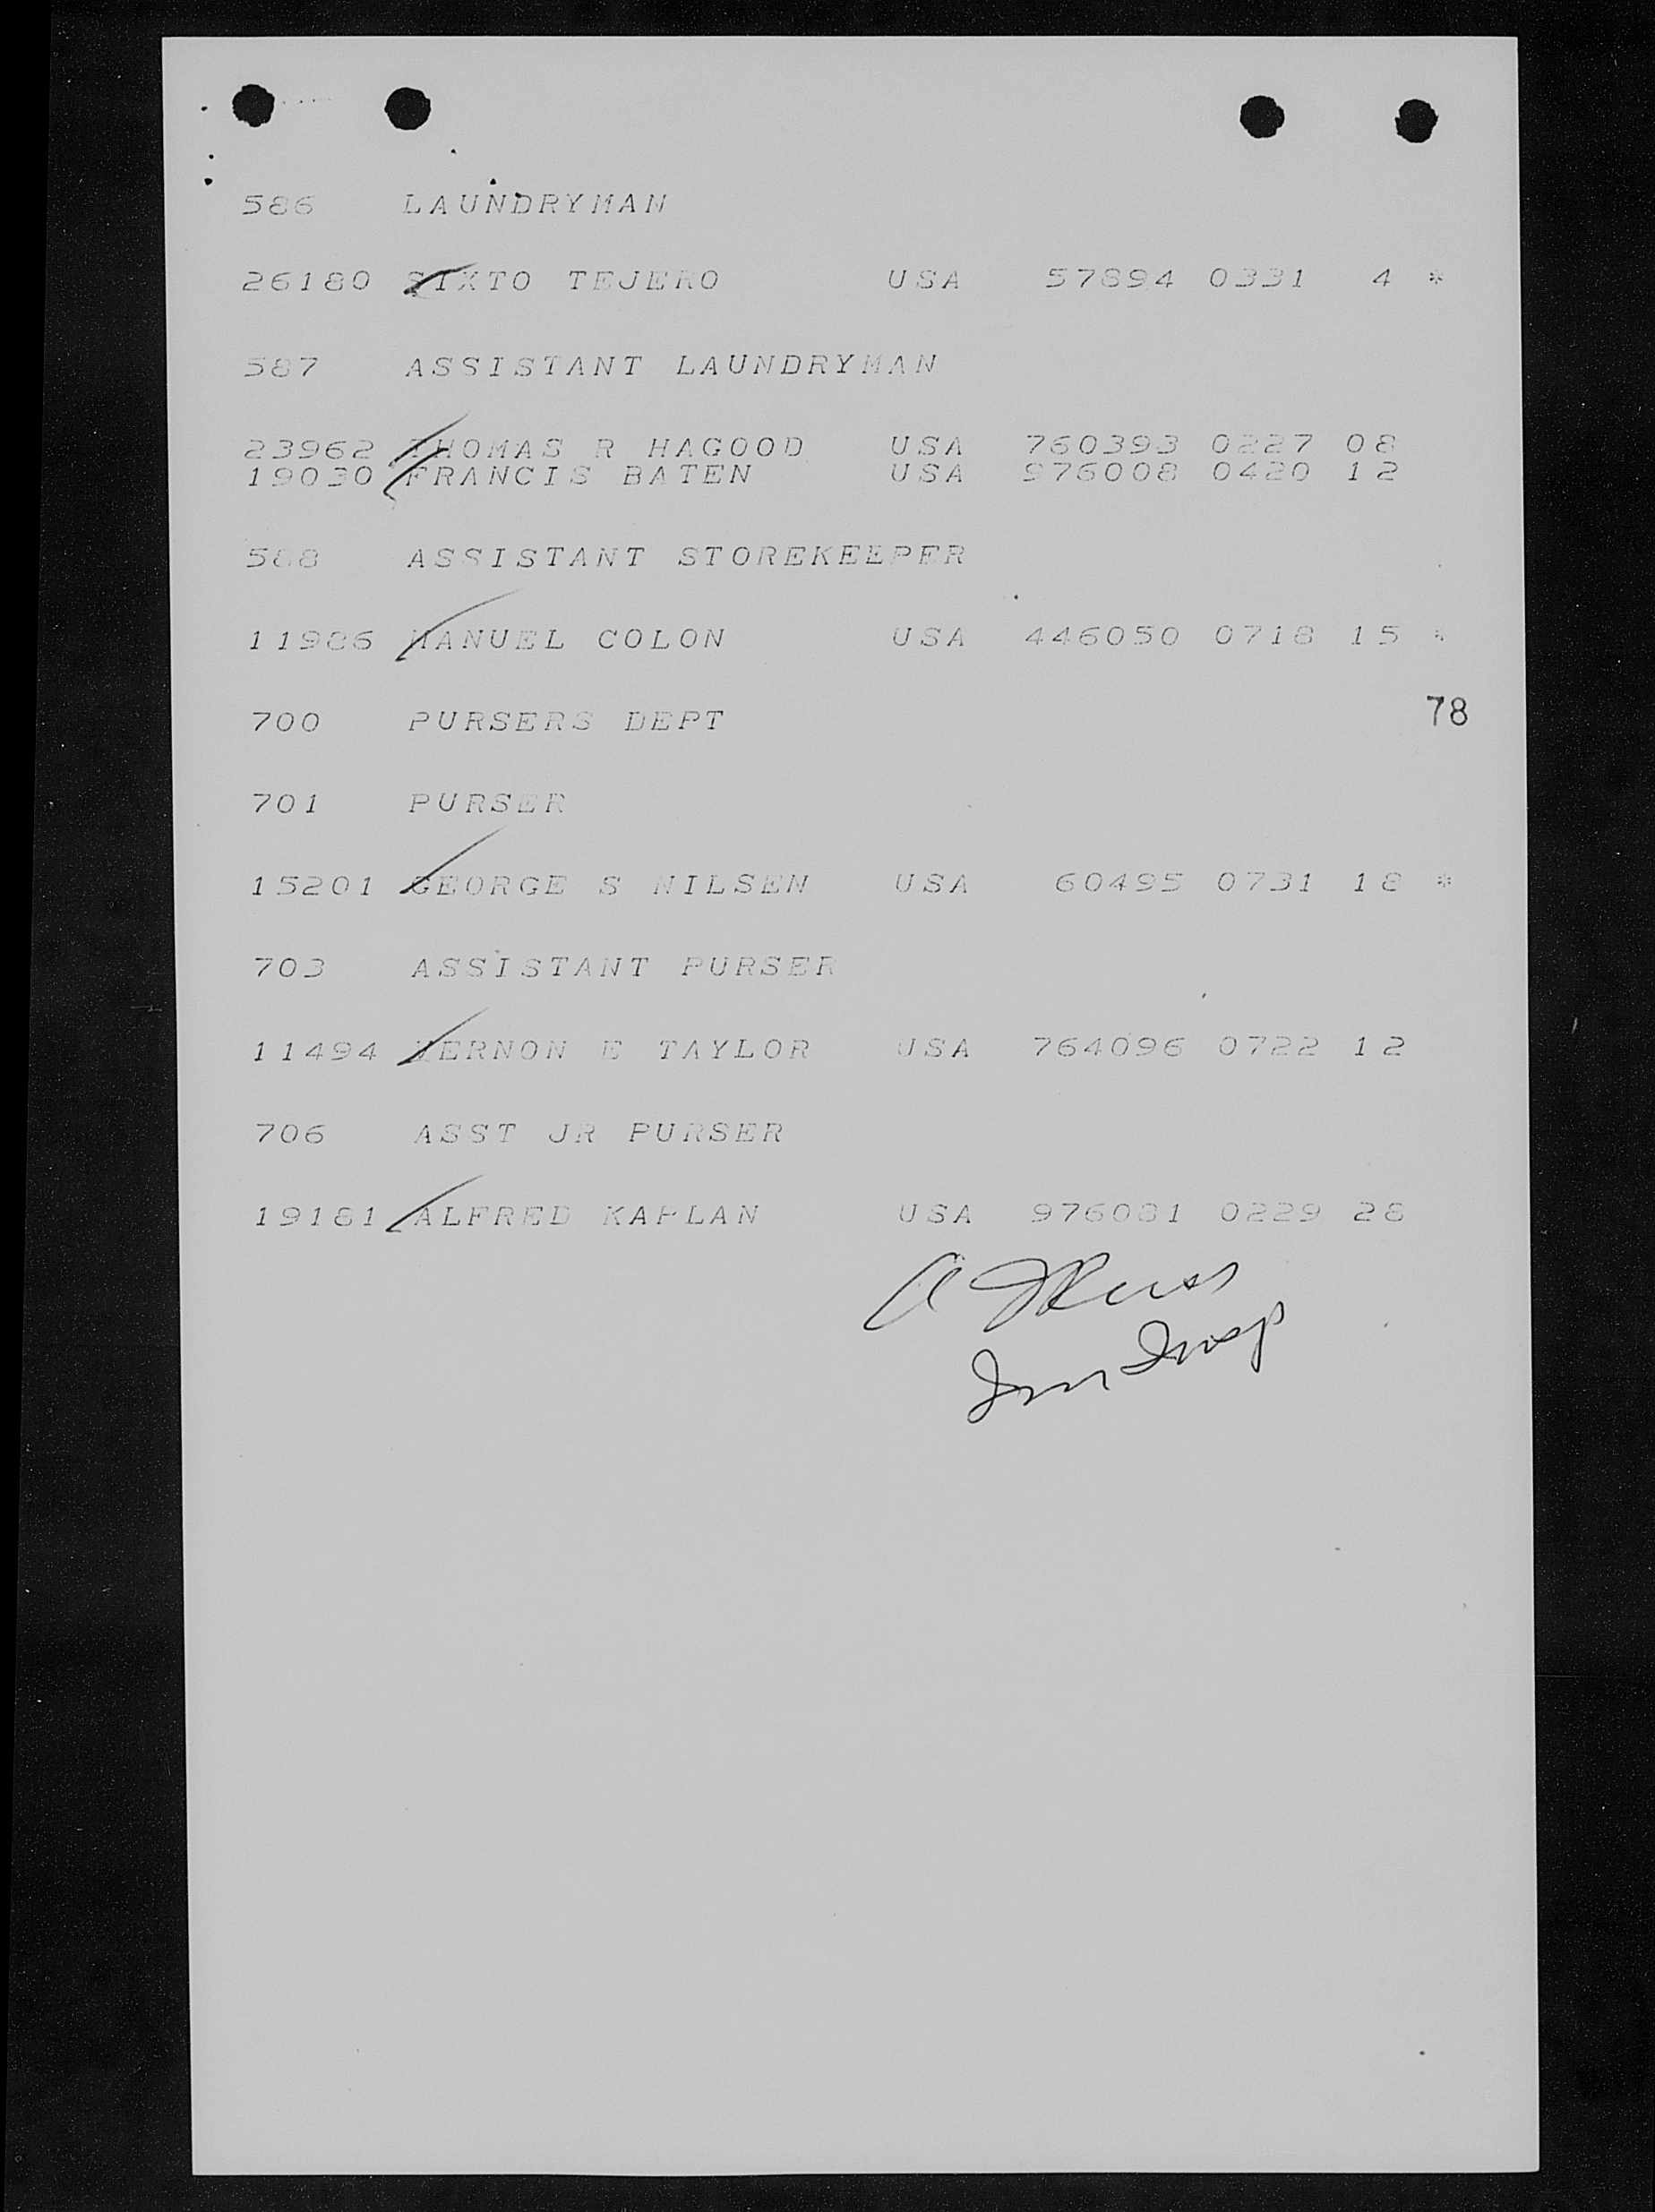 586 LAUNDRYMAN
26180 SIXTO TEJERO USA 57894 0331 4 *
587 ASSISTANT LAUNDRYMAN
23962 THOMAS R HAGOOD USA 760393 0227 08
19030 FRANCIS BATEN USA 976008 0420 12
588 ASSISTANT STOREKEEPER
11986 MANUEL COLON USA 446050 0718 15 *
700 PURSERS DEPT 78
701 PURSER
15201 GEORGE S NILSEN USA 60495 0731 18 *
703 ASSISTANT PURSER
11494 VERNON E TAYLOR USA 764096 0722 12
706 ASST JR PURSER
19181 ALFRED KAPLAN USA 976081 0229 28